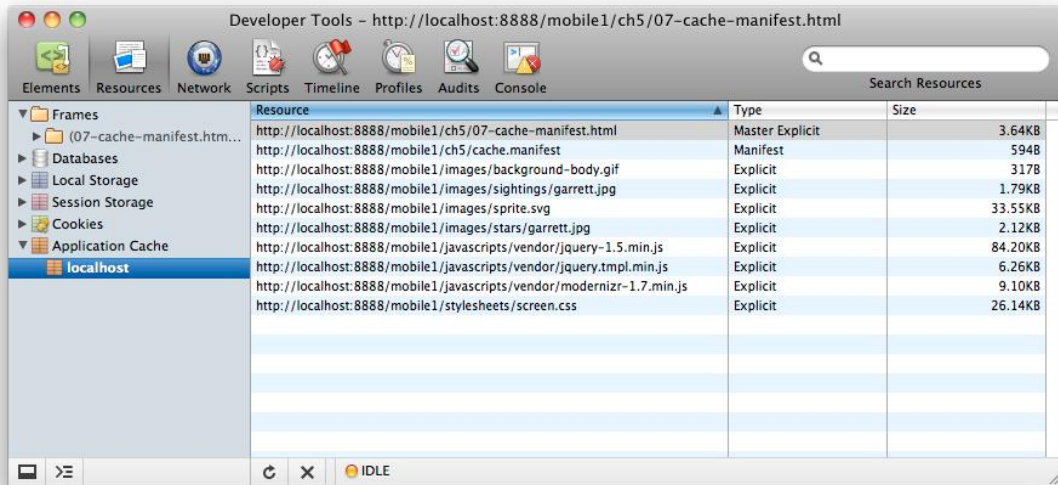 Developer Tools – http://localhost:8888/mobile1/ch5/07-cache-manifest.html
Elements Resources Network Scripts Timeline Profiles Audits Console Search Resources
Frames
(07-cache-manifest.htm...
Databases
Local Storage
Session Storage
Cookies
Application Cache
localhost
Resource Type Size
http://localhost:8888/mobile1/ch5/07-cache-manifest.html Master Explicit 3.64KB
http://localhost:8888/mobile1/ch5/cache.manifest Manifest 594B
http://localhost:8888/mobile1/images/background-body.gif Explicit 317B
http://localhost:8888/mobile1/images/sightings/garrett.jpg Explicit 1.79KB
http://localhost:8888/mobile1/images/sprite.svg Explicit 33.55KB
http://localhost:8888/mobile1/images/stars/garrett.jpg Explicit 2.12KB
http://localhost:8888/mobile1/javascripts/vendor/jquery-1.5.min.js Explicit 84.20KB
http://localhost:8888/mobile1/javascripts/vendor/jquery.tmpl.min.js Explicit 6.26KB
http://localhost:8888/mobile1/javascripts/vendor/modernizr-1.7.min.js Explicit 9.10KB
http://localhost:8888/mobile1/stylesheets/screen.css Explicit 26.14KB
IDLE